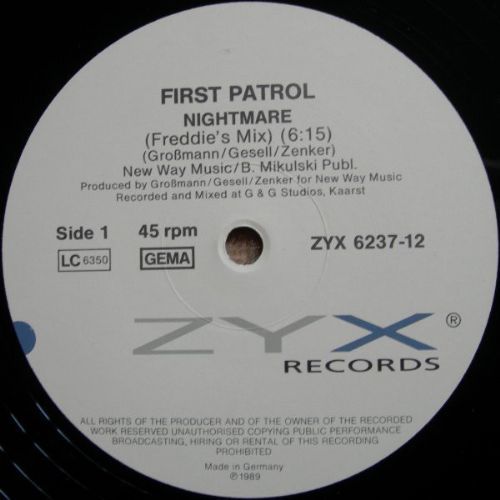 FIRST PATROL
NIGHTMARE
(Freddie's Mix) (6:15)
(Großmann/Gesell/Zenker)
New Way Music/B. Mikulski Publ.
Produced by Großmann/Gesell/Zenker for New Way Music
Recorded and Mixed at G & G Studios, Kaarst
Side 1 45 rpm ZYX 6237-12
LC 6350 GEMA
ZYX ®
RECORDS
ALL RIGHTS OF THE PRODUCER AND OF THE OWNER OF THE RECORDED
WORK RESERVED UNAUTHORISED COPYING PUBLIC PERFORMANCE
BROADCASTING, HIRING OR RENTAL OF THIS RECORDING
PROHIBITED
Made in Germany
℗1989